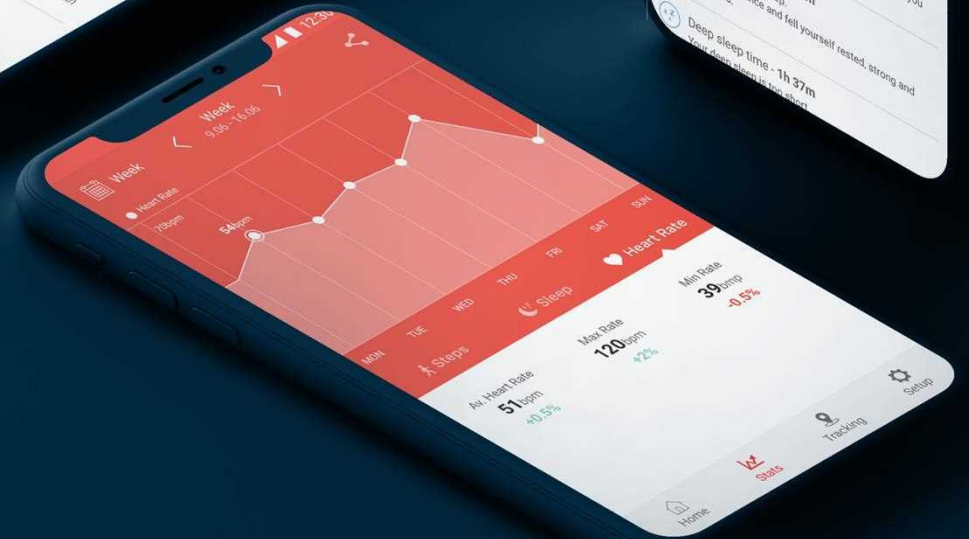 12:30
Week
9.06 - 16.06
Week
Heart Rate
70bpm
54bpm
MON
TUE
WED
THU
FRI
SAT
SUN
Steps
Sleep
Heart Rate
Av. Heart Rate
51bpm
+0.5%
Max Rate
120bpm
+2%
Min Rate
39bmp
-0.5%
Home
Stats
Tracking
Setup
you
and fell yourself rested, strong and
Deep sleep time - 1h 37m
Your deep sleep is too short